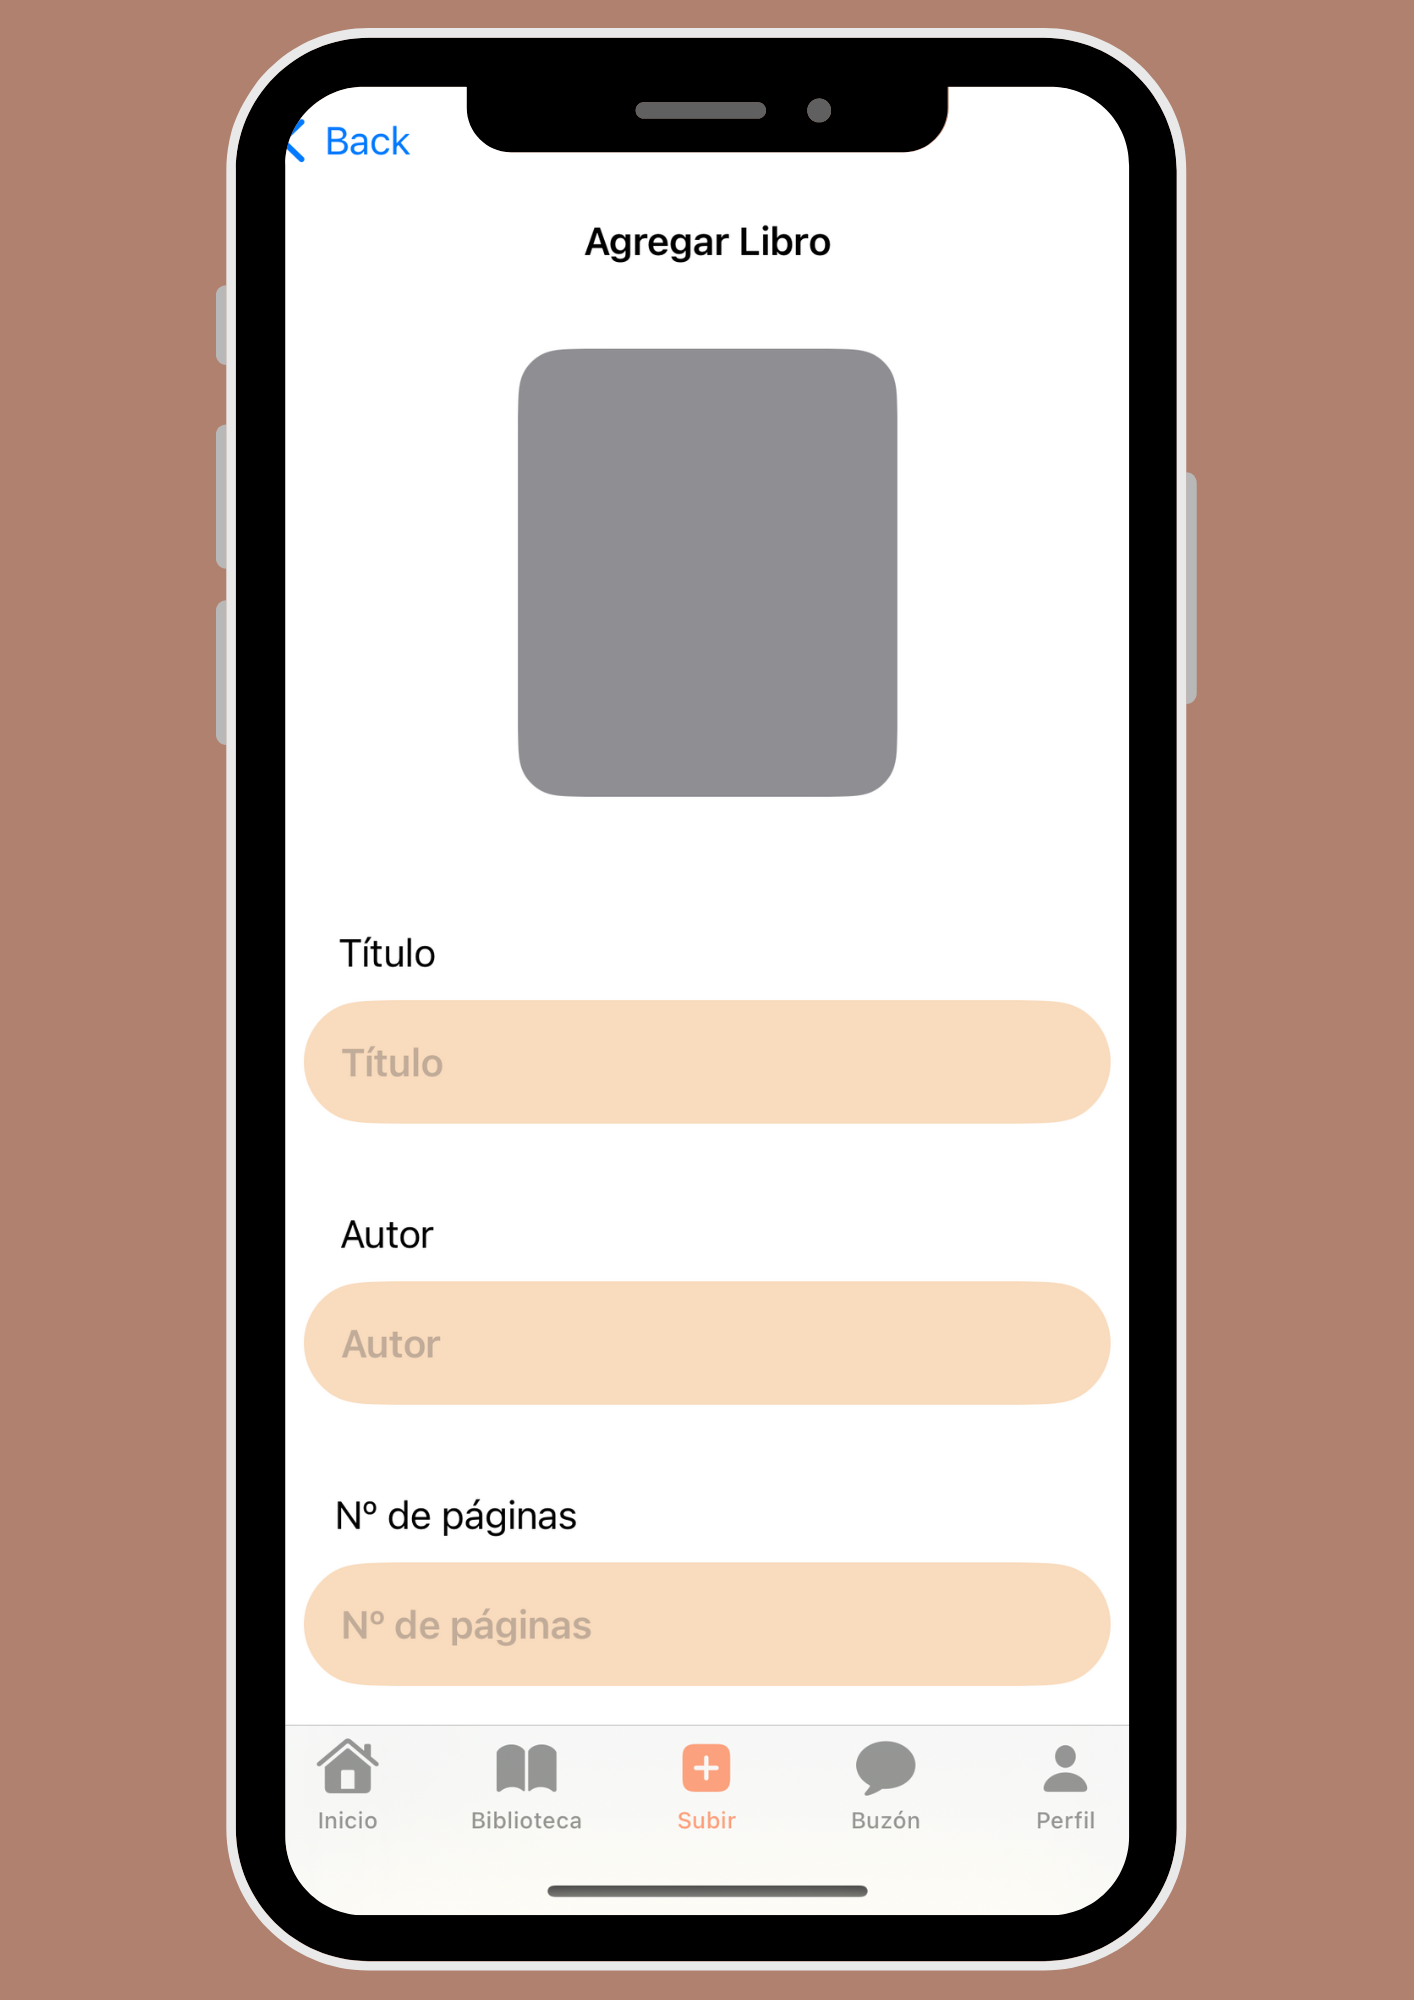 Back
Agregar Libro
Título
Título
Autor
Autor
Nº de páginas
Nº de páginas
Inicio
Biblioteca
Subir
Buzón
Perfil